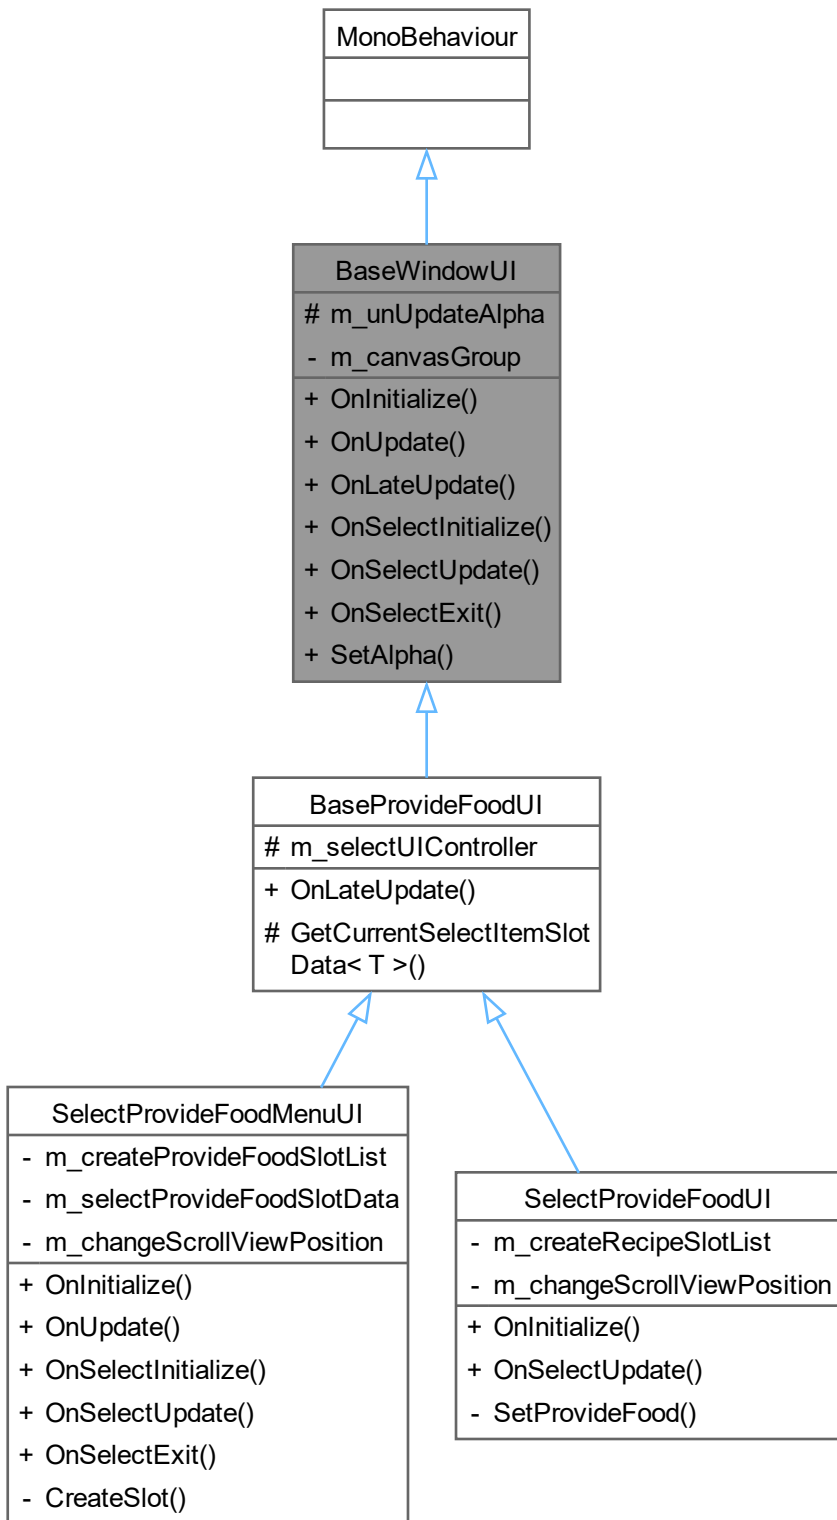 MonoBehaviour
BaseWindowUI
# m_unUpdateAlpha
- m_canvasGroup
+ OnInitialize()
+ OnUpdate()
+ OnLateUpdate()
+ OnSelectInitialize()
+ OnSelectUpdate()
+ OnSelectExit()
+ SetAlpha()
BaseProvideFoodUI
# m_selectUIController
+ OnLateUpdate()
# GetCurrentSelectItemSlot
Data< T >()
SelectProvideFoodMenuUI
- m_createProvideFoodSlotList
- m_selectProvideFoodSlotData
- m_changeScrollViewPosition
+ OnInitialize()
+ OnUpdate()
+ OnSelectInitialize()
+ OnSelectUpdate()
+ OnSelectExit()
- CreateSlot()
SelectProvideFoodUI
- m_createRecipeSlotList
- m_changeScrollViewPosition
+ OnInitialize()
+ OnSelectUpdate()
- SetProvideFood()